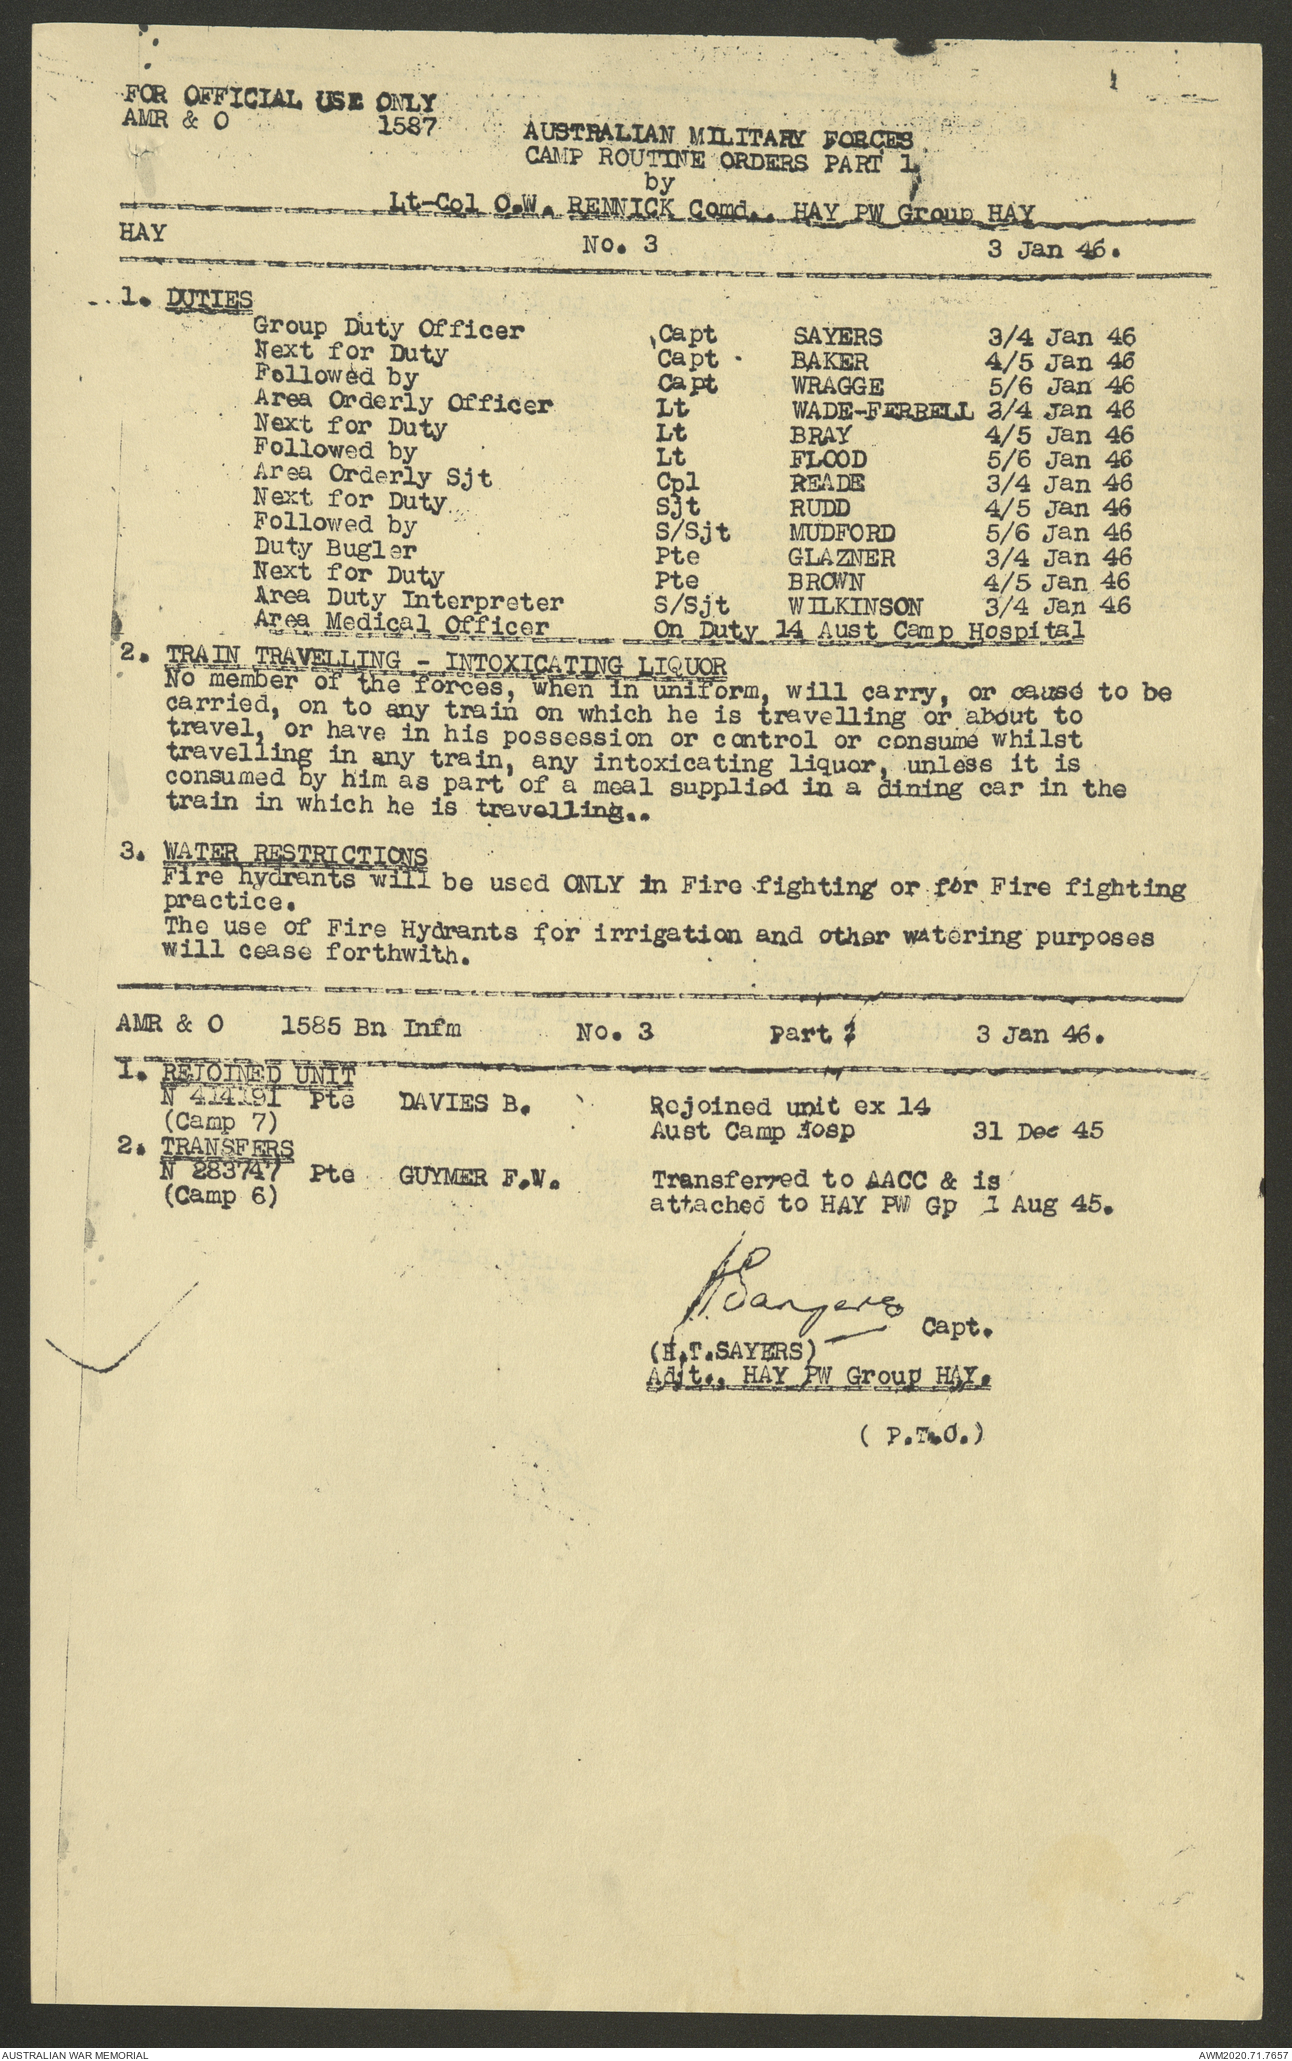 FOR OFFICIAL USE ONLY
AMR & O 1587
AUSTRALIAN MILITARY FORCES
CAMP ROUTINE ORDERS PART 1
by
Lt-Col O.W. RENNICK Comd., HAY PW Group HAY
HAY No. 3 3 Jan 46.
1. DUTIES
Group Duty Officer Capt SAYERS 3/4 Jan 46
Next for Duty Capt BAKER 4/5 Jan 46
Followed by Capt WRAGGE 5/6 Jan 46
Area Orderly Officer Lt WADE-FERRELL 3/4 Jan 46
Next for Duty Lt BRAY 4/5 Jan 46
Followed by Lt FLOOD 5/6 Jan 46
Area Orderly Sjt Cpl READE 3/4 Jan 46
Next for Duty Sjt RUDD 4/5 Jan 46
Followed by S/Sjt MUDFORD 5/6 Jan 46
Duty Bugler Pte GLAZNER 3/4 Jan 46
Next for Duty Pte BROWN 4/5 Jan 46
Area Duty Interpreter S/Sjt WILKINSON 3/4 Jan 46
Area Medical Officer On Duty 14 Aust Camp Hospital
2. TRAIN TRAVELLING - INTOXICATING LIQUOR
No member of the forces, when in uniform, will carry, or cause to be
carried, on to any train on which he is travelling or about to
travel, or have in his possession or control or consume whilst
travelling in any train, any intoxicating liquor, unless it is
consumed by him as part of a meal supplied in a dining car in the
train in which he is travelling..
3. WATER RESTRICTIONS
Fire hydrants will be used ONLY in Fire fighting or for Fire fighting
practice.
The use of Fire Hydrants for irrigation and other watering purposes
will cease forthwith.
AMR & O 1585 Bn Infm No. 3 Part 2 3 Jan 46.
1. REJOINED UNIT
N 414191 Pte DAVIES B. Rejoined unit ex 14
(Camp 7) Aust Camp Hosp 31 Dec 45
2. TRANSFERS
N 283747 Pte GUYMER F.W. Transferred to AACC & is
(Camp 6) attached to HAY PW Gp 1 Aug 45.
Capt.
(H.T.SAYERS)
Adjt., HAY PW Group HAY.
( P.T.O.)
AUSTRALIAN WAR MEMORIAL AWM2020.71.7657